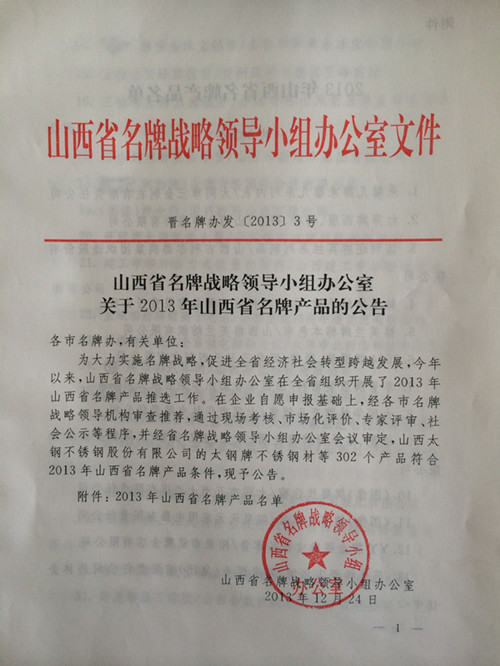 山西省名牌战略领导小组办公室文件
晋名牌办发〔2013〕3号
山西省名牌战略领导小组办公室
关于2013年山西省名牌产品的公告
各市名牌办,有关单位:
为大力实施名牌战略,促进全省经济社会转型跨越发展,今年
以来,山西省名牌战略领导小组办公室在全省组织开展了2013年
山西省名牌产品推选工作。在企业自愿申报基础上,经各市名牌
战略领导机构审查推荐,通过现场考核、市场化评价、专家评审、社
会公示等程序,并经省名牌战略领导小组办公室会议审定,山西太
钢不锈钢股份有限公司的太钢牌不锈钢材等302个产品符合
2013年山西省名牌产品条件,现予公告。
附件:2013年山西省名牌产品名单
山西省名牌战略领导小组
办公室
山西省名牌战略领导小组办公室
2013年12月24日
— 1 —